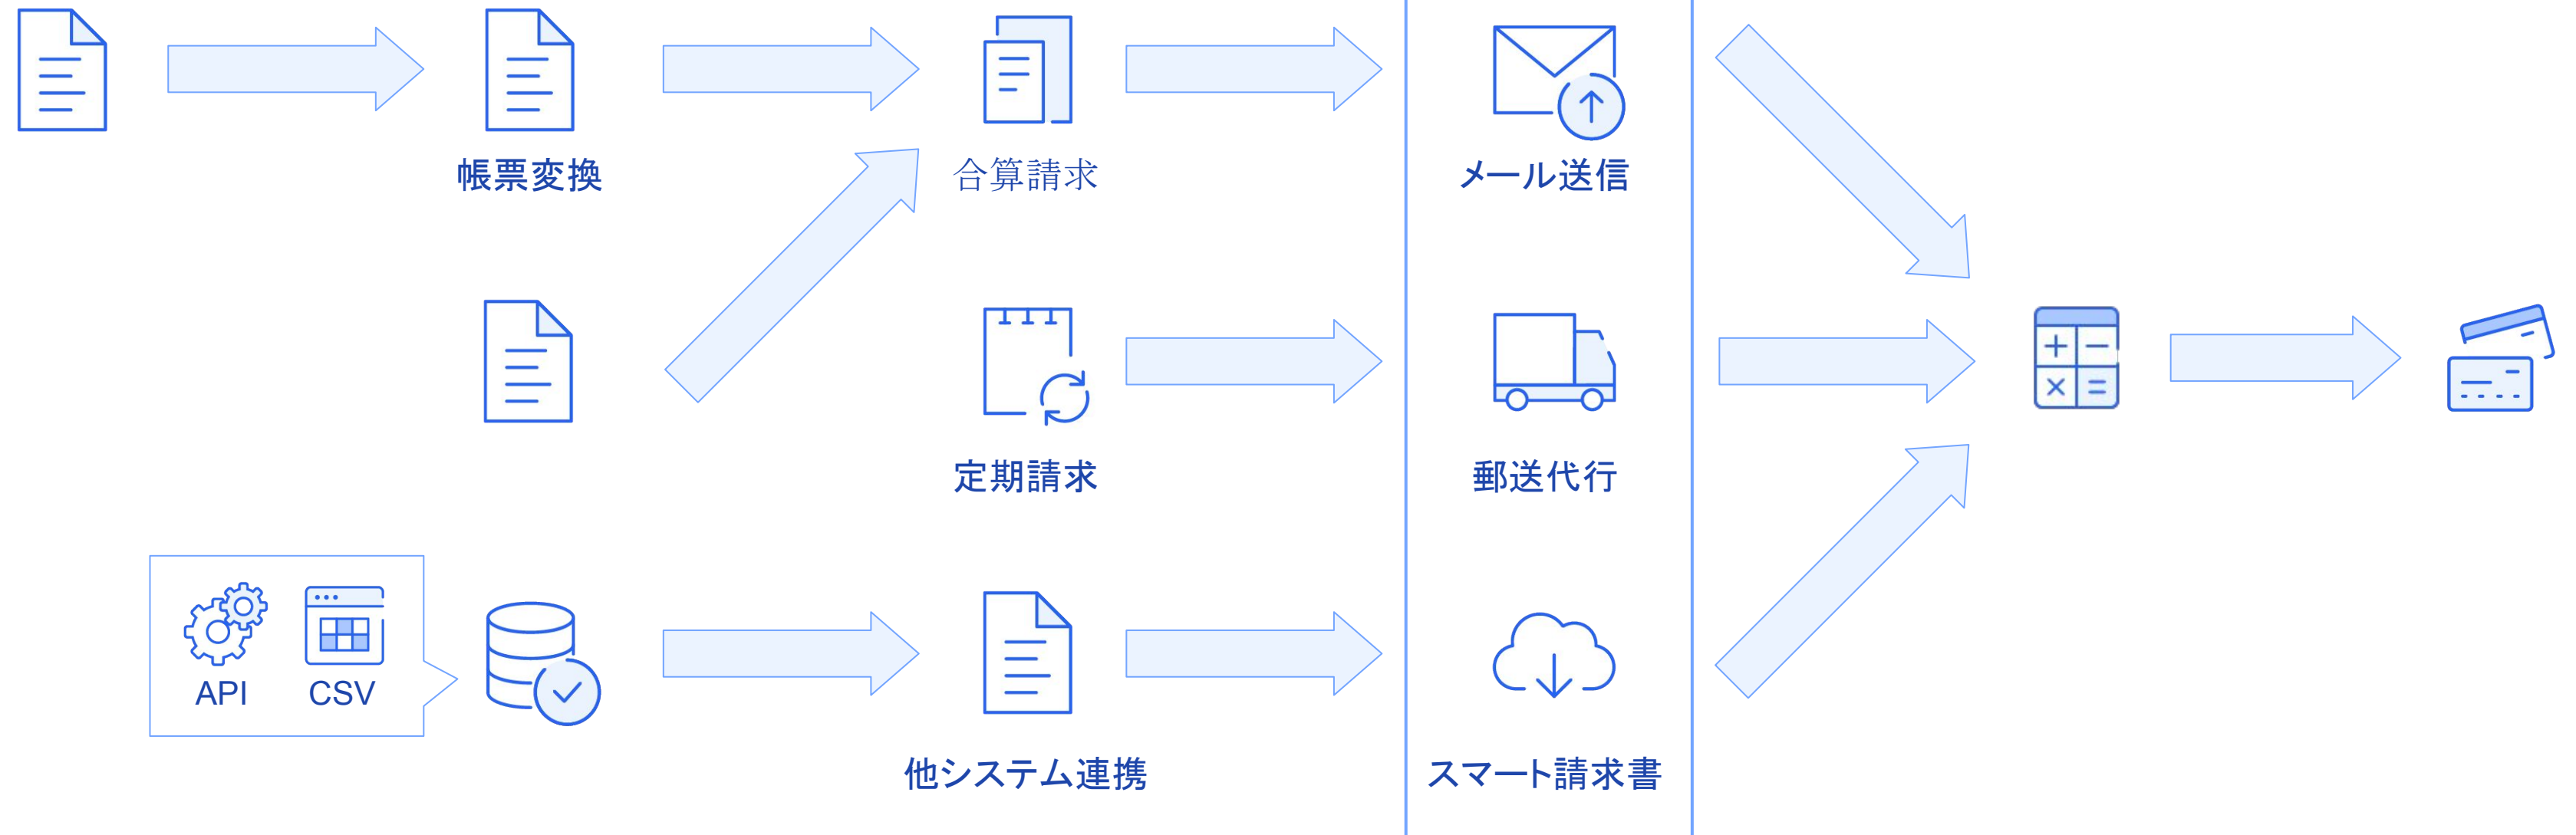 帳票変換
合算請求
メール送信
定期請求
郵送代行
API
CSV
他システム連携
スマート請求書